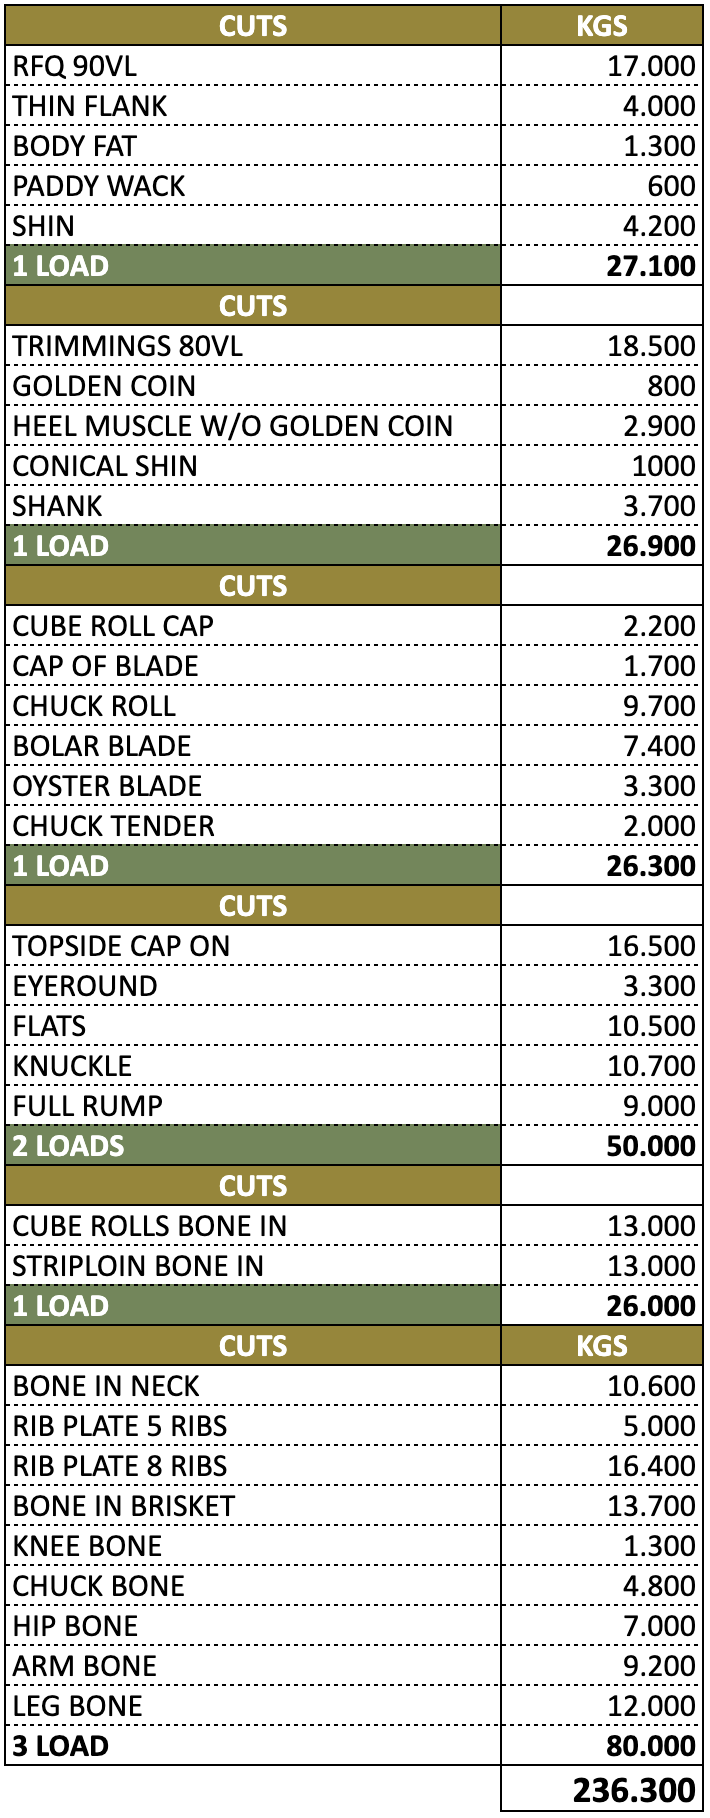 CUTS KGS
RFQ 90VL 17.000
THIN FLANK 4.000
BODY FAT 1.300
PADDY WACK 600
SHIN 4.200
1 LOAD 27.100
CUTS
TRIMMINGS 80VL 18.500
GOLDEN COIN 800
HEEL MUSCLE W/O GOLDEN COIN 2.900
CONICAL SHIN 1000
SHANK 3.700
1 LOAD 26.900
CUTS
CUBE ROLL CAP 2.200
CAP OF BLADE 1.700
CHUCK ROLL 9.700
BOLAR BLADE 7.400
OYSTER BLADE 3.300
CHUCK TENDER 2.000
1 LOAD 26.300
CUTS
TOPSIDE CAP ON 16.500
EYEROUND 3.300
FLATS 10.500
KNUCKLE 10.700
FULL RUMP 9.000
2 LOADS 50.000
CUTS
CUBE ROLLS BONE IN 13.000
STRIPLOIN BONE IN 13.000
1 LOAD 26.000
CUTS KGS
BONE IN NECK 10.600
RIB PLATE 5 RIBS 5.000
RIB PLATE 8 RIBS 16.400
BONE IN BRISKET 13.700
KNEE BONE 1.300
CHUCK BONE 4.800
HIP BONE 7.000
ARM BONE 9.200
LEG BONE 12.000
3 LOAD 80.000
236.300